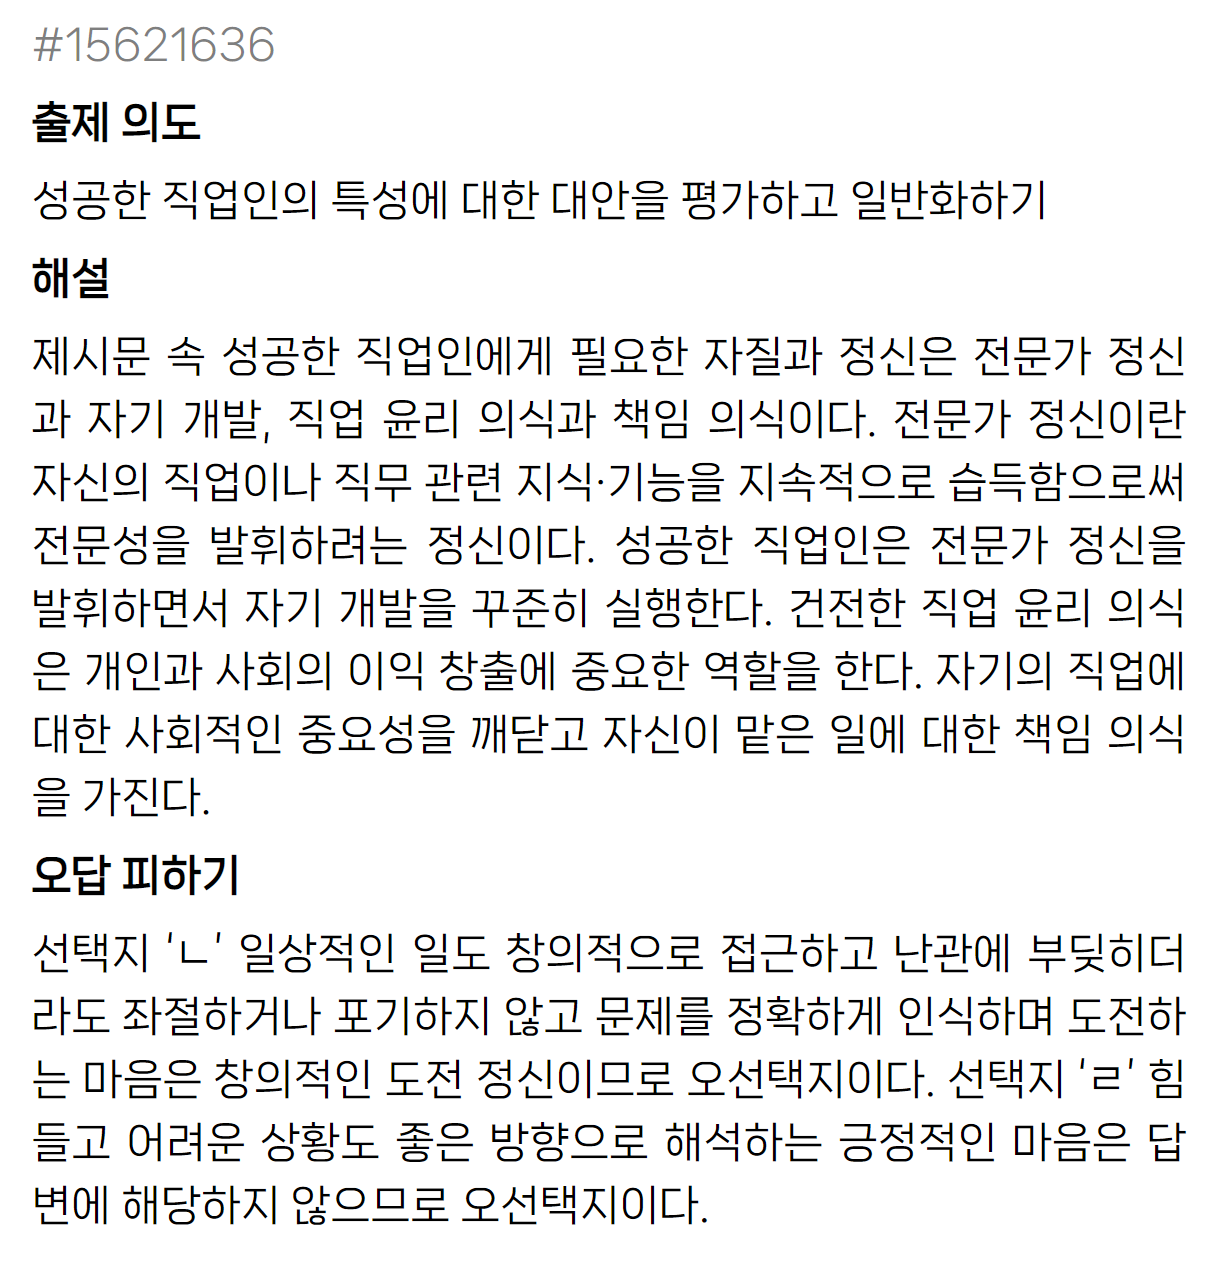 #15621636
출제 의도
성공한 직업인의 특성에 대한 대안을 평가하고 일반화하기
해설
제시문 속 성공한 직업인에게 필요한 자질과 정신은 전문가 정신
과 자기 개발, 직업 윤리 의식과 책임 의식이다. 전문가 정신이란
자신의 직업이나 직무 관련 지식·기능을 지속적으로 습득함으로써
전문성을 발휘하려는 정신이다. 성공한 직업인은 전문가 정신을
발휘하면서 자기 개발을 꾸준히 실행한다. 건전한 직업 윤리 의식
은 개인과 사회의 이익 창출에 중요한 역할을 한다. 자기의 직업에
대한 사회적인 중요성을 깨닫고 자신이 맡은 일에 대한 책임 의식
을 가진다.
오답 피하기
선택지 'ㄴ' 일상적인 일도 창의적으로 접근하고 난관에 부딪히더
라도 좌절하거나 포기하지 않고 문제를 정확하게 인식하며 도전하
는 마음은 창의적인 도전 정신이므로 오선택지이다. 선택지 'ㄹ' 힘
들고 어려운 상황도 좋은 방향으로 해석하는 긍정적인 마음은 답
변에 해당하지 않으므로 오선택지이다.